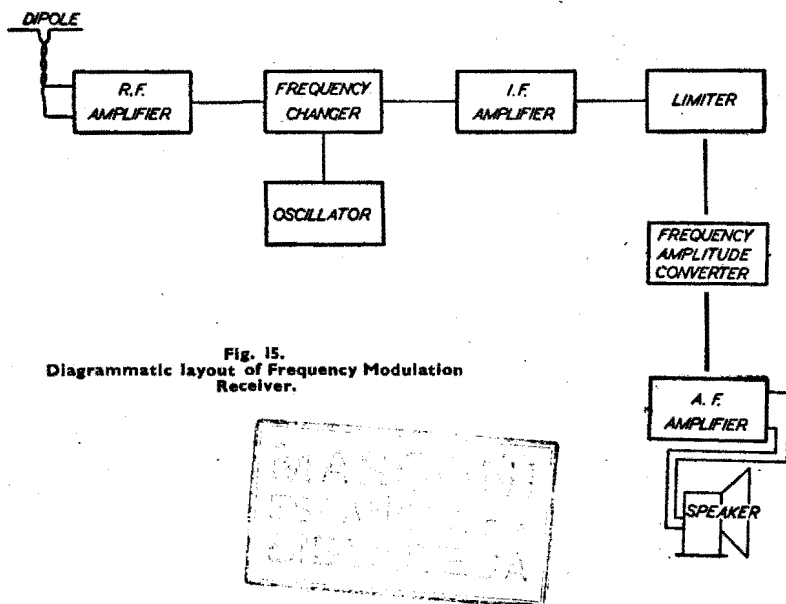 DIPOLE
R.F.
AMPLIFIER
FREQUENCY
CHANGER
I.F.
AMPLIFIER
LIMITER
OSCILLATOR
FREQUENCY
AMPLITUDE
CONVERTER
Fig. 15.
Diagrammatic layout of Frequency Modulation
Receiver.
A. F.
AMPLIFIER
SPEAKER